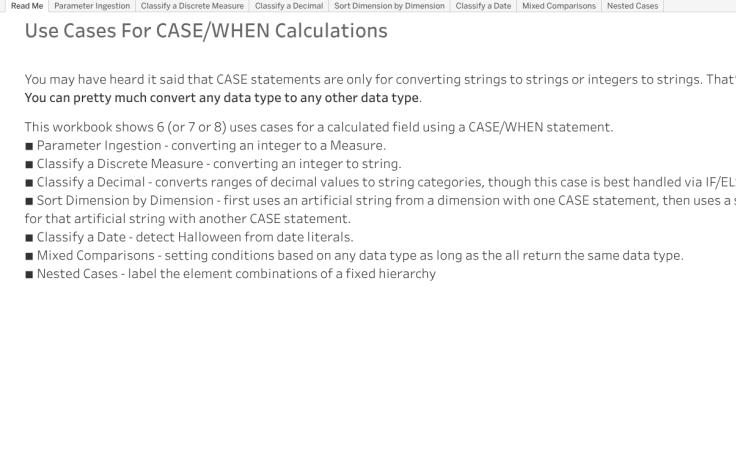 Read Me Parameter Ingestion Classify a Discrete Measure Classify a Decimal Sort Dimension by Dimension Classify a Date Mixed Comparisons Nested Cases
Use Cases For CASE/WHEN Calculations
You may have heard it said that CASE statements are only for converting strings to strings or integers to strings.
You can pretty much convert any data type to any other data type.
This workbook shows 6 (or 7 or 8) uses cases for a calculated field using a CASE/WHEN statement.
■ Parameter Ingestion - converting an integer to a Measure.
■ Classify a Discrete Measure - converting an integer to string.
■ Classify a Decimal - converts ranges of decimal values to string categories, though this case is best handled via
■ Sort Dimension by Dimension - first uses an artificial string from a dimension with one CASE statement, then uses a
for that artificial string with another CASE statement.
■ Classify a Date - detect Halloween from date literals.
■ Mixed Comparisons - setting conditions based on any data type as long as the all return the same data type.
■ Nested Cases - label the element combinations of a fixed hierarchy